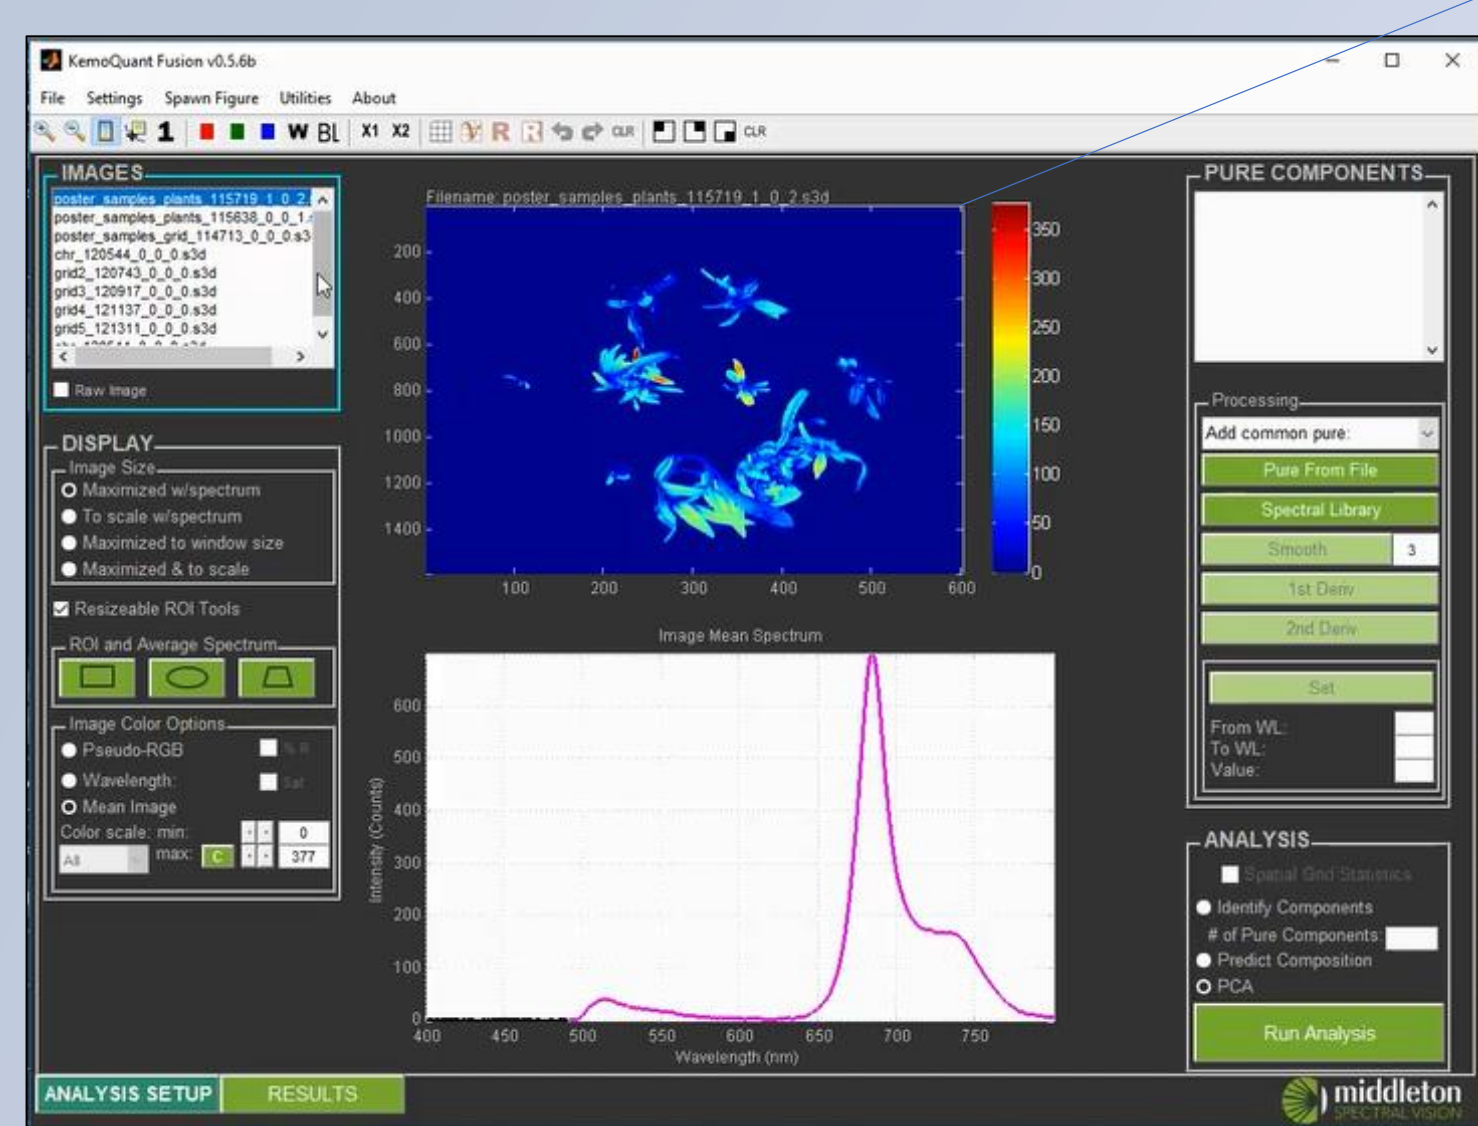 KemoQuant Fusion v0.5.6b
File Settings Spawn Figure Utilities About
1 W BL X1 X2 R R CLR CLR
IMAGES
poster_samples_plants_115719_1_0_2.
poster_samples_plants_115638_0_0_1.
poster_samples_grid_114713_0_0_0.s3
chr_120544_0_0_0.s3d
grid2_120743_0_0_0.s3d
grid3_120917_0_0_0.s3d
grid4_121137_0_0_0.s3d
grid5_121311_0_0_0.s3d
Raw Image
DISPLAY
Image Size
Maximized w/spectrum
To scale w/spectrum
Maximized to window size
Maximized & to scale
Resizeable ROI Tools
ROI and Average Spectrum
Image Color Options
Pseudo-RGB % R
Wavelength: Sat
Mean Image
Color scale: min: 0
All max: C 377
Filename: poster_samples_plants_115719_1_0_2.s3d
200
400
600
800
1000
1200
1400
100 200 300 400 500 600
350
300
250
200
150
100
50
0
Image Mean Spectrum
Intensity (Counts)
600
500
400
300
200
100
0
400 450 500 550 600 650 700 750
Wavelength (nm)
PURE COMPONENTS
Processing
Add common pure:
Pure From File
Spectral Library
Smooth 3
1st Deriv
2nd Deriv
Set
From WL:
To WL:
Value:
ANALYSIS
Spatial Grid Statistics
Identify Components
# of Pure Components:
Predict Composition
PCA
Run Analysis
ANALYSIS SETUP RESULTS
middleton
SPECTRAL VISION